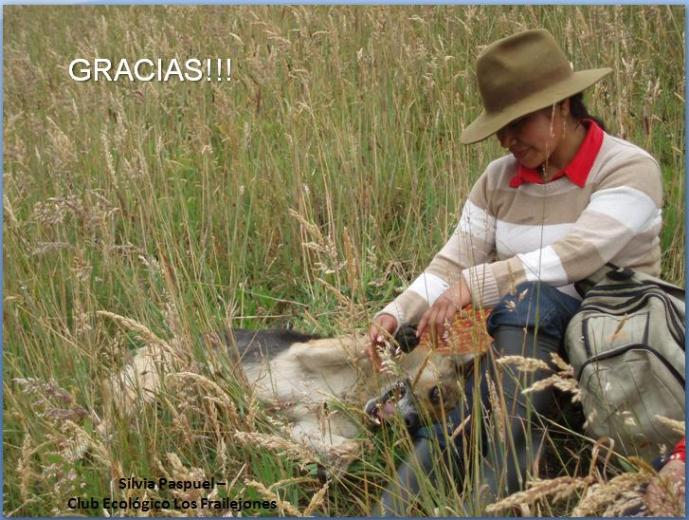 GRACIAS!!!
Silvia Paspuel –
Club Ecológico Los Frailejones